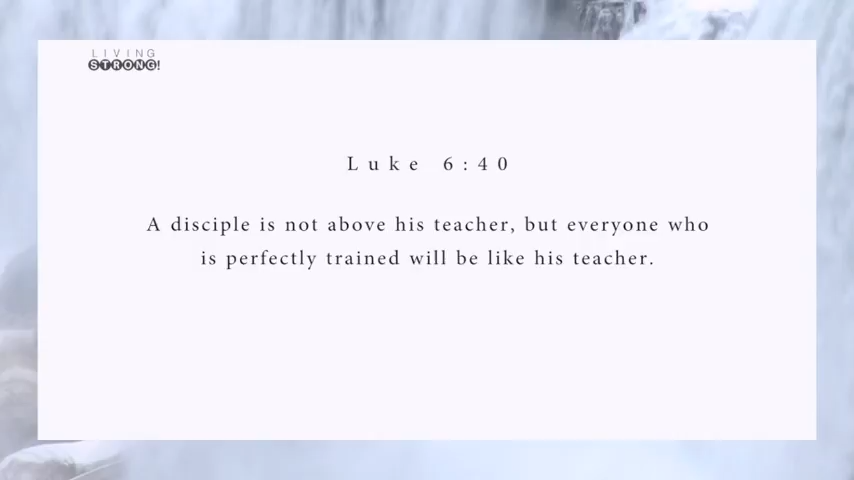 LIVING
STRONG!
Luke 6:40
A disciple is not above his teacher, but everyone who
is perfectly trained will be like his teacher.